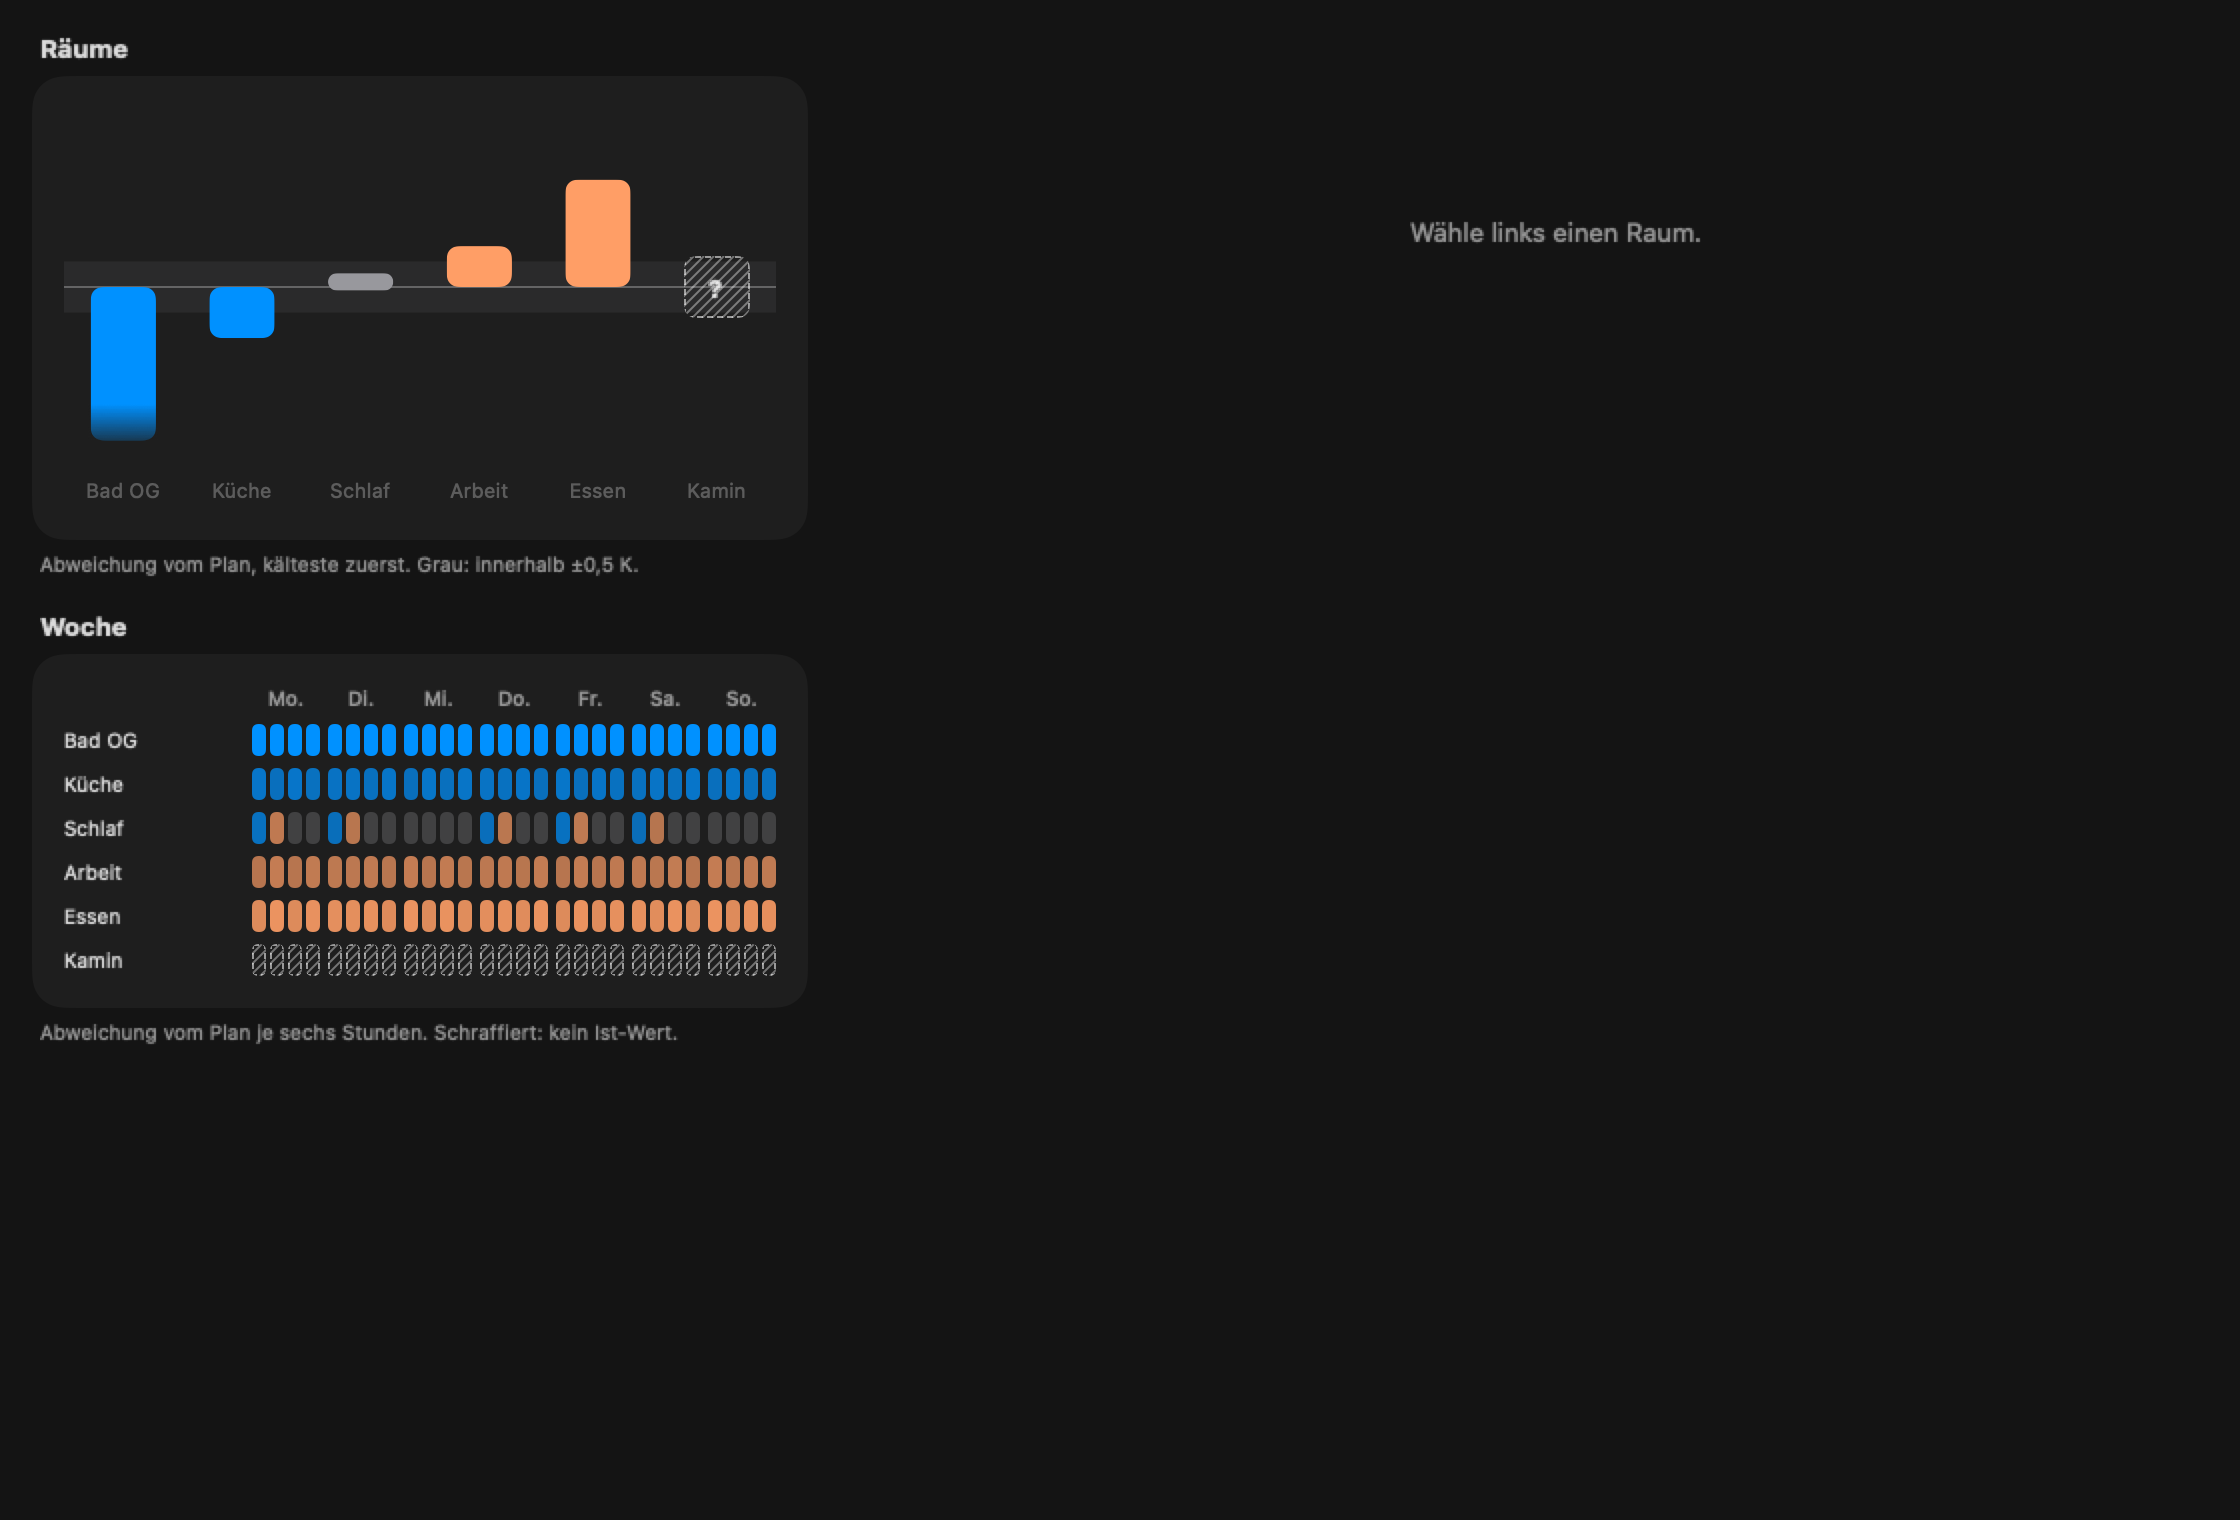 Räume
Wähle links einen Raum.
?
Bad OG Küche Schlaf Arbeit Essen Kamin
Abweichung vom Plan, kälteste zuerst. Grau: innerhalb ±0,5 K.
Woche
Mo. Di. Mi. Do. Fr. Sa. So.
Bad OG
Küche
Schlaf
Arbeit
Essen
Kamin
Abweichung vom Plan je sechs Stunden. Schraffiert: kein Ist-Wert.